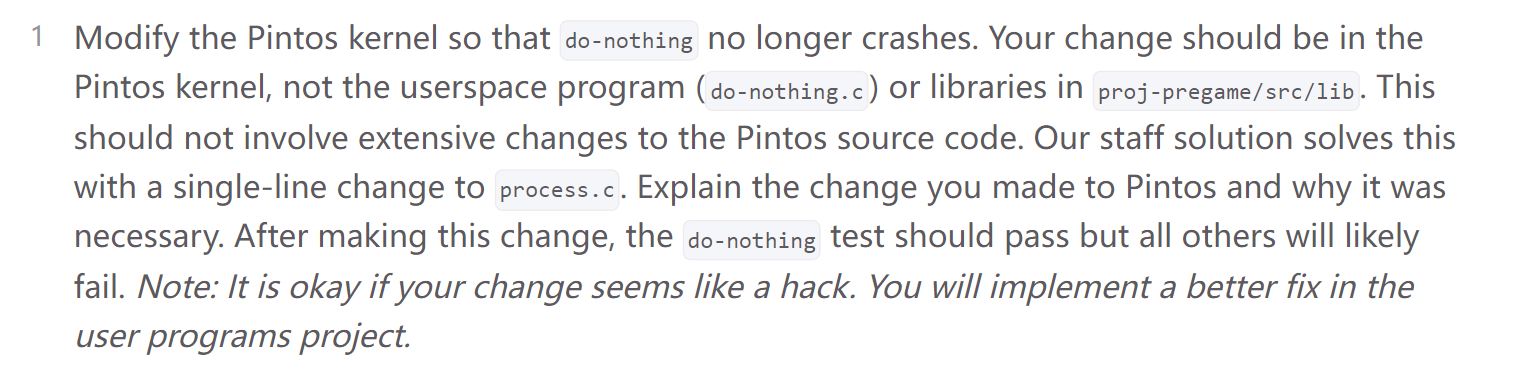 1 Modify the Pintos kernel so that do-nothing no longer crashes. Your change should be in the
Pintos kernel, not the userspace program (do-nothing.c) or libraries in proj-pregame/src/lib. This
should not involve extensive changes to the Pintos source code. Our staff solution solves this
with a single-line change to process.c. Explain the change you made to Pintos and why it was
necessary. After making this change, the do-nothing test should pass but all others will likely
fail. Note: It is okay if your change seems like a hack. You will implement a better fix in the
user programs project.